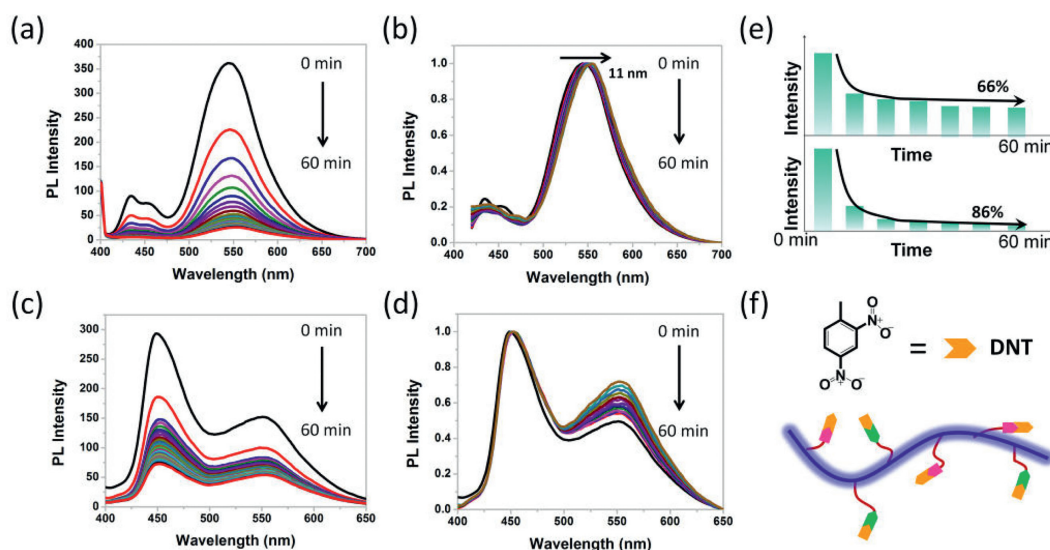 (a)
400
350
300
250
200
150
100
50
0
400 450 500 550 600 650 700
PL Intensity
Wavelength (nm)
0 min
60 min
(b)
1.0
0.8
0.6
0.4
0.2
0.0
400 450 500 550 600 650 700
PL Intensity
Wavelength (nm)
11 nm
0 min
60 min
(e)
Intensity
66%
Time
60 min
Intensity
86%
0 min
Time
60 min
(c)
300
250
200
150
100
50
0
400 450 500 550 600 650
PL Intensity
Wavelength (nm)
0 min
60 min
(d)
1.0
0.8
0.6
0.4
0.2
0.0
400 450 500 550 600 650
PL Intensity
Wavelength (nm)
0 min
60 min
(f)
O
N+
O-
O
N+
O-
= DNT